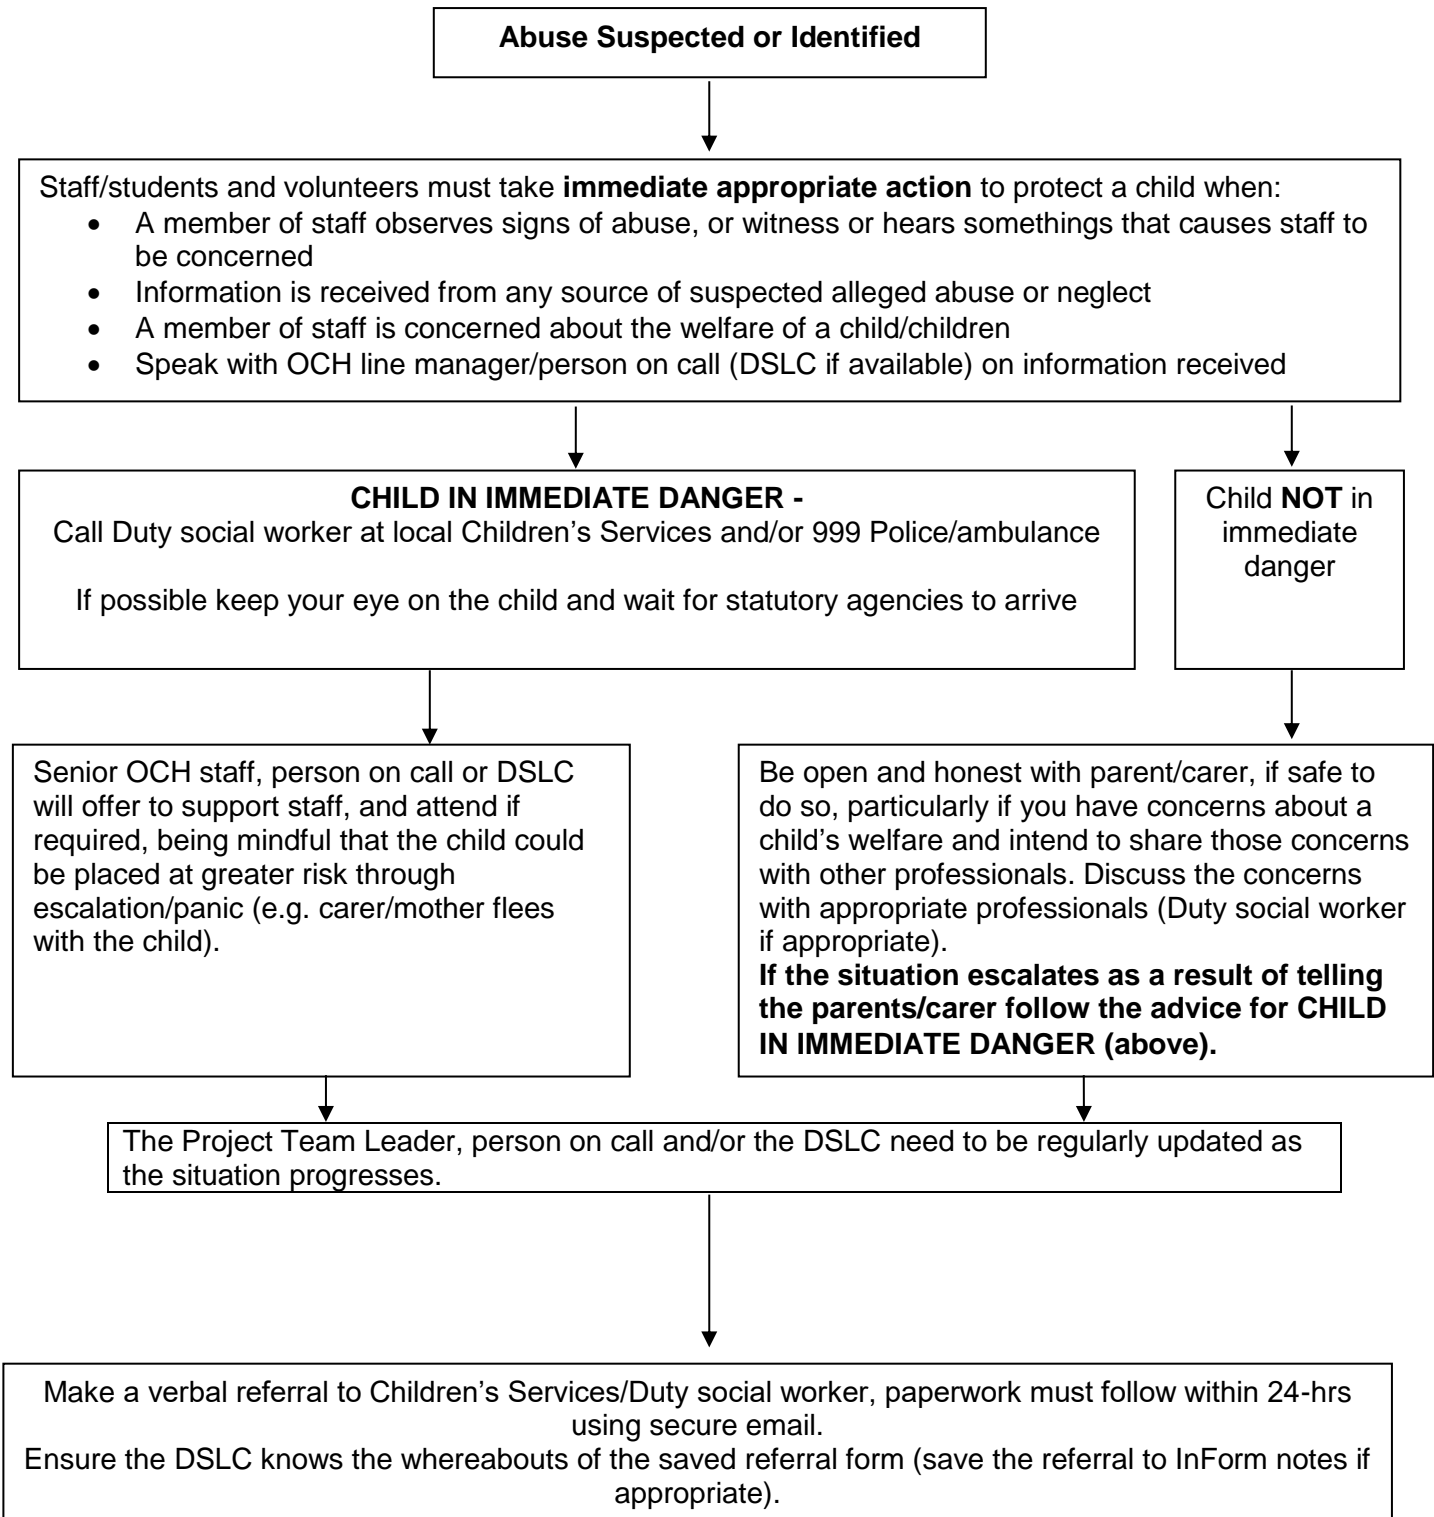 Abuse Suspected or Identified
Staff/students and volunteers must take immediate appropriate action to protect a child when:
• A member of staff observes signs of abuse, or witness or hears somethings that causes staff to
be concerned
• Information is received from any source of suspected alleged abuse or neglect
• A member of staff is concerned about the welfare of a child/children
• Speak with OCH line manager/person on call (DSLC if available) on information received
CHILD IN IMMEDIATE DANGER -
Call Duty social worker at local Children's Services and/or 999 Police/ambulance
If possible keep your eye on the child and wait for statutory agencies to arrive
Child NOT in
immediate
danger
Senior OCH staff, person on call or DSLC
will offer to support staff, and attend if
required, being mindful that the child could
be placed at greater risk through
escalation/panic (e.g. carer/mother flees
with the child).
Be open and honest with parent/carer, if safe to
do so, particularly if you have concerns about a
child's welfare and intend to share those concerns
with other professionals. Discuss the concerns
with appropriate professionals (Duty social worker
if appropriate).
If the situation escalates as a result of telling
the parents/carer follow the advice for CHILD
IN IMMEDIATE DANGER (above).
The Project Team Leader, person on call and/or the DSLC need to be regularly updated as
the situation progresses.
Make a verbal referral to Children's Services/Duty social worker, paperwork must follow within 24-hrs
using secure email.
Ensure the DSLC knows the whereabouts of the saved referral form (save the referral to InForm notes if
appropriate).